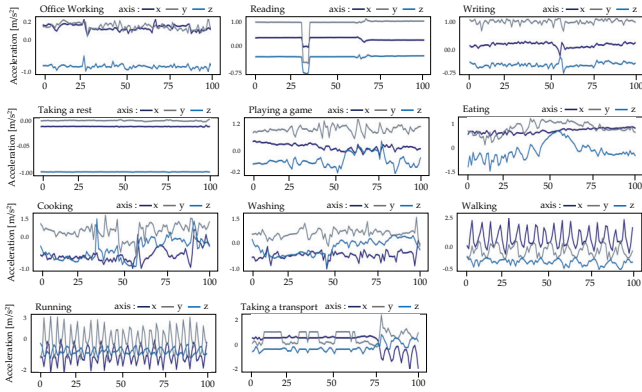 Office Working axis : x y z
Reading axis : x y z
Writing axis : x y z
Acceleration [m/s²]
0.2
0.0
-1.0
0 25 50 75 100
1.00
0.00
-0.75
0 25 50 75 100
1.00
0.00
-0.75
0 25 50 75 100
Taking a rest axis : x y z
Playing a game axis : x y z
Eating axis : x y z
Acceleration [m/s²]
0.00
-0.05
-1.00
0 50 75 100
1.2
0.0
-0.2
0 25 50 75 100
1
0
-1.5
0 25 50 75 100
Cooking axis : x y z
Washing axis : x y z
Walking axis : x y z
Acceleration [m/s²]
1.5
0.0
-1.0
0 25 50 75 100
1.5
0.0
-1.0
0 25 50 75 100
2.5
0.0
-0.5
0 25 50 75 100
Running axis : x y z
Taking a transport axis : x y z
Acceleration [m/s²]
3
0
-2
0 25 50 75 100
2
0
-2
0 25 50 75 100